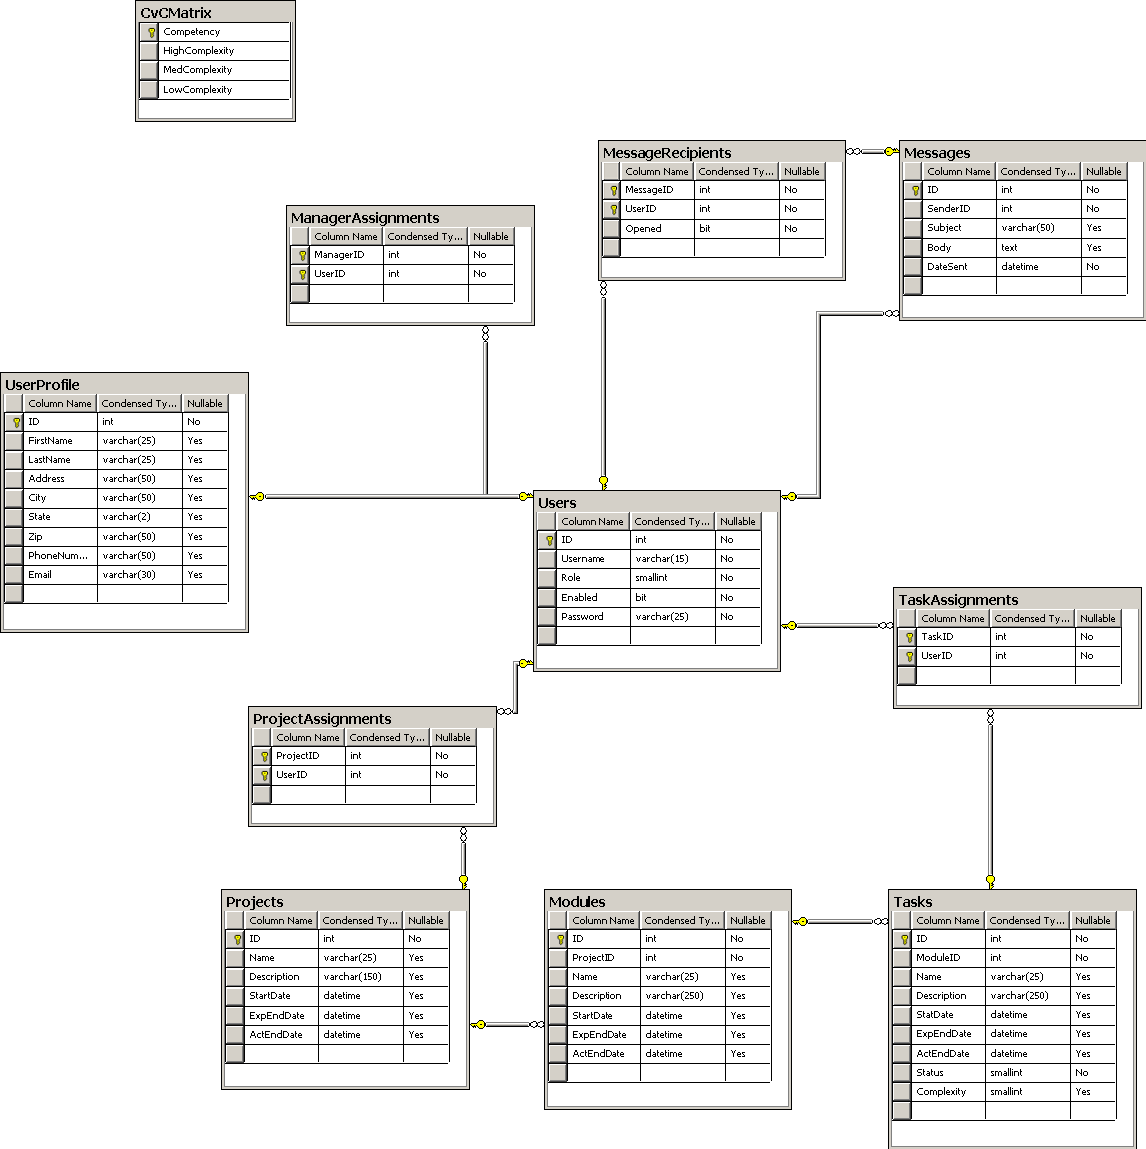 CvCMatrix
Competency
HighComplexity
MedComplexity
LowComplexity
MessageRecipients
Column Name Condensed Ty... Nullable
MessageID int No
UserID int No
Opened bit No
Messages
Column Name Condensed Ty... Nullable
ID int No
SenderID int No
Subject varchar(50) Yes
Body text Yes
DateSent datetime No
ManagerAssignments
Column Name Condensed Ty... Nullable
ManagerID int No
UserID int No
UserProfile
Column Name Condensed Ty... Nullable
ID int No
FirstName varchar(25) Yes
LastName varchar(25) Yes
Address varchar(50) Yes
City varchar(50) Yes
State varchar(2) Yes
Zip varchar(50) Yes
PhoneNum... varchar(50) Yes
Email varchar(30) Yes
Users
Column Name Condensed Ty... Nullable
ID int No
Username varchar(15) No
Role smallint No
Enabled bit No
Password varchar(25) No
TaskAssignments
Column Name Condensed Ty... Nullable
TaskID int No
UserID int No
ProjectAssignments
Column Name Condensed Ty... Nullable
ProjectID int No
UserID int No
Projects
Column Name Condensed Ty... Nullable
ID int No
Name varchar(25) Yes
Description varchar(150) Yes
StartDate datetime Yes
ExpEndDate datetime Yes
ActEndDate datetime Yes
Modules
Column Name Condensed Ty... Nullable
ID int No
ProjectID int No
Name varchar(25) Yes
Description varchar(250) Yes
StartDate datetime Yes
ExpEndDate datetime Yes
ActEndDate datetime Yes
Tasks
Column Name Condensed Ty... Nullable
ID int No
ModuleID int No
Name varchar(25) Yes
Description varchar(250) Yes
StatDate datetime Yes
ExpEndDate datetime Yes
ActEndDate datetime Yes
Status smallint No
Complexity smallint Yes